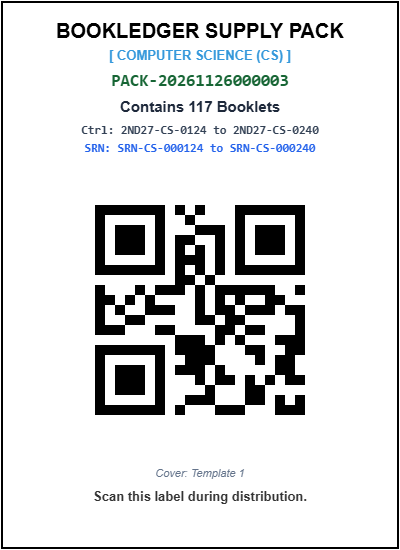 BOOKLEDGER SUPPLY PACK
[ COMPUTER SCIENCE (CS) ]
PACK-20261126000003
Contains 117 Booklets
Ctrl: 2ND27-CS-0124 to 2ND27-CS-0240
SRN: SRN-CS-000124 to SRN-CS-000240
Cover: Template 1
Scan this label during distribution.